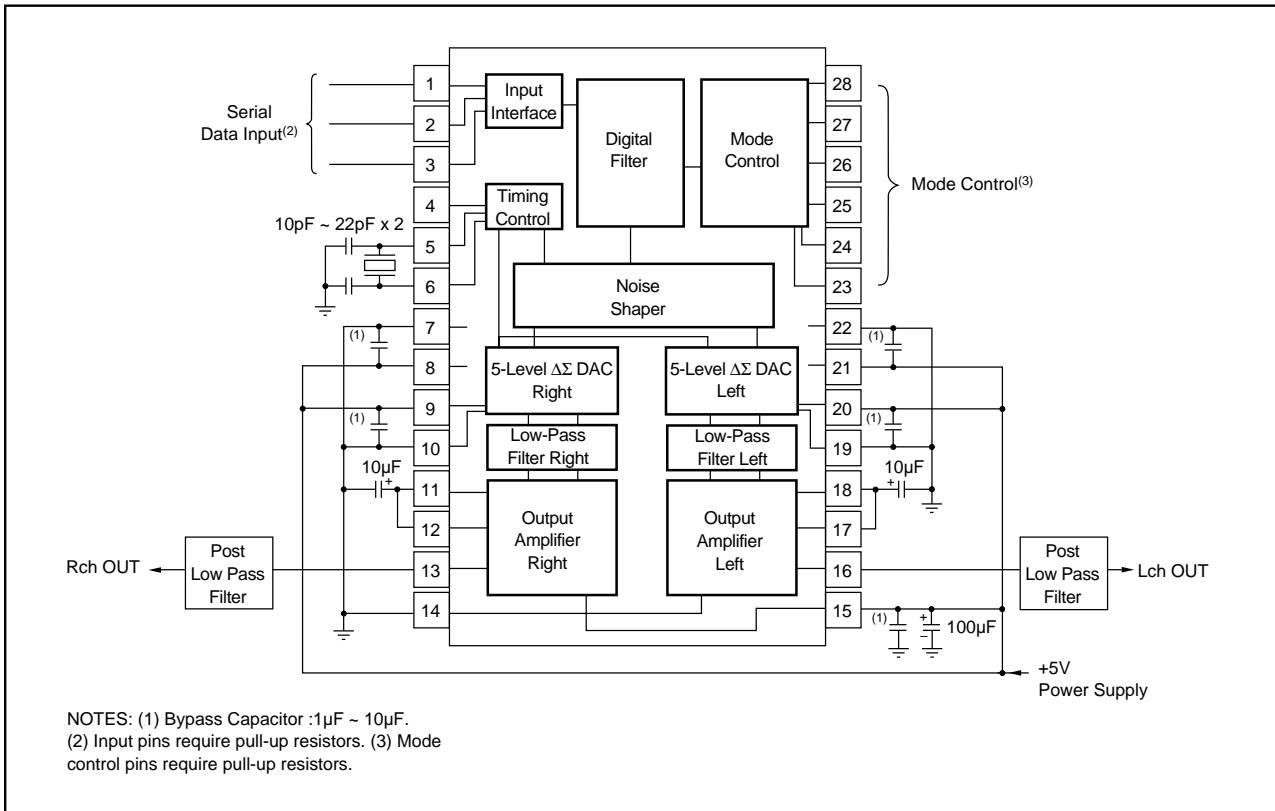 1
2
3
4
5
6
7
8
9
10
11
12
13
14
28
27
26
25
24
23
22
21
20
19
18
17
16
15
Serial
Data Input(2)
Input
Interface
Digital
Filter
Mode
Control
Mode Control(3)
Timing
Control
10pF ~ 22pF x 2
Noise
Shaper
(1)
(1)
(1)
(1)
5-Level ΔΣ DAC
Right
5-Level ΔΣ DAC
Left
Low-Pass
Filter Right
Low-Pass
Filter Left
10µF
+
10µF
+
Output
Amplifier
Right
Output
Amplifier
Left
Rch OUT
Post
Low Pass
Filter
Post
Low Pass
Filter
Lch OUT
(1)
+
–
100µF
+5V
Power Supply
NOTES: (1) Bypass Capacitor :1µF ~ 10µF.
(2) Input pins require pull-up resistors. (3) Mode
control pins require pull-up resistors.